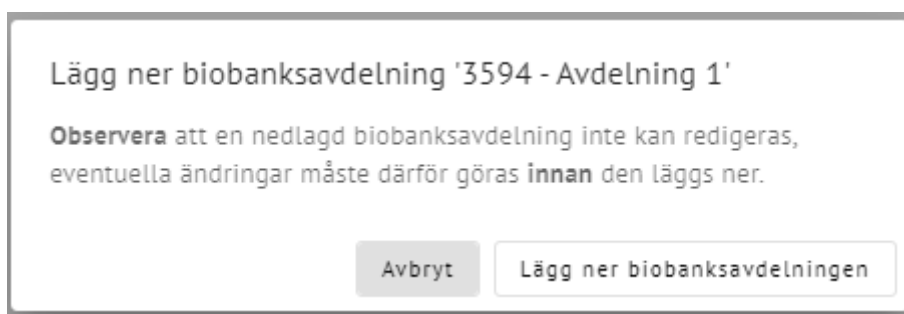 Lägg ner biobanksavdelning '3594 - Avdelning 1'
Observera att en nedlagd biobanksavdelning inte kan redigeras,
eventuella ändringar måste därför göras innan den läggs ner.
Avbryt
Lägg ner biobanksavdelningen